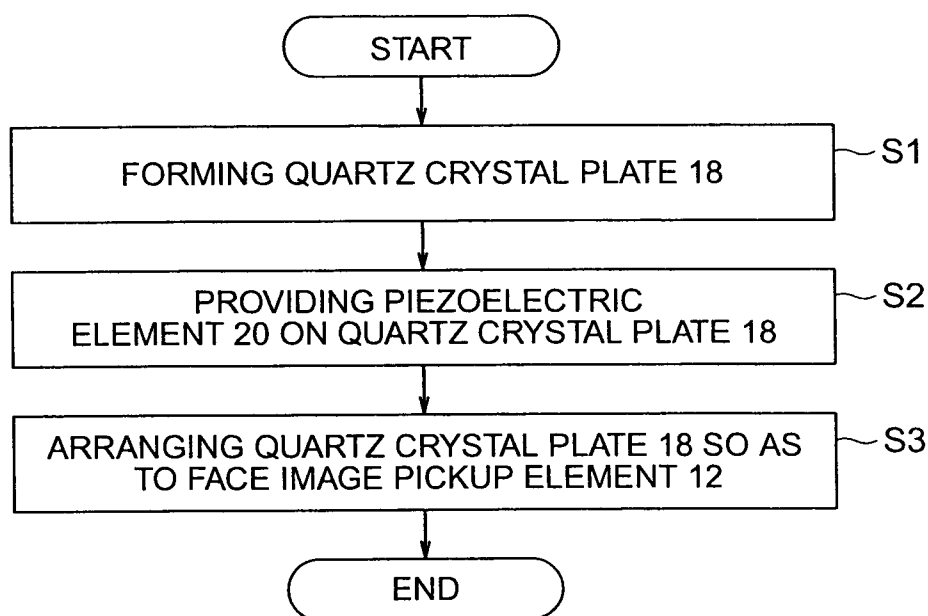 START
FORMING QUARTZ CRYSTAL PLATE 18
S1
PROVIDING PIEZOELECTRIC
ELEMENT 20 ON QUARTZ CRYSTAL PLATE 18
S2
ARRANGING QUARTZ CRYSTAL PLATE 18 SO AS
TO FACE IMAGE PICKUP ELEMENT 12
S3
END